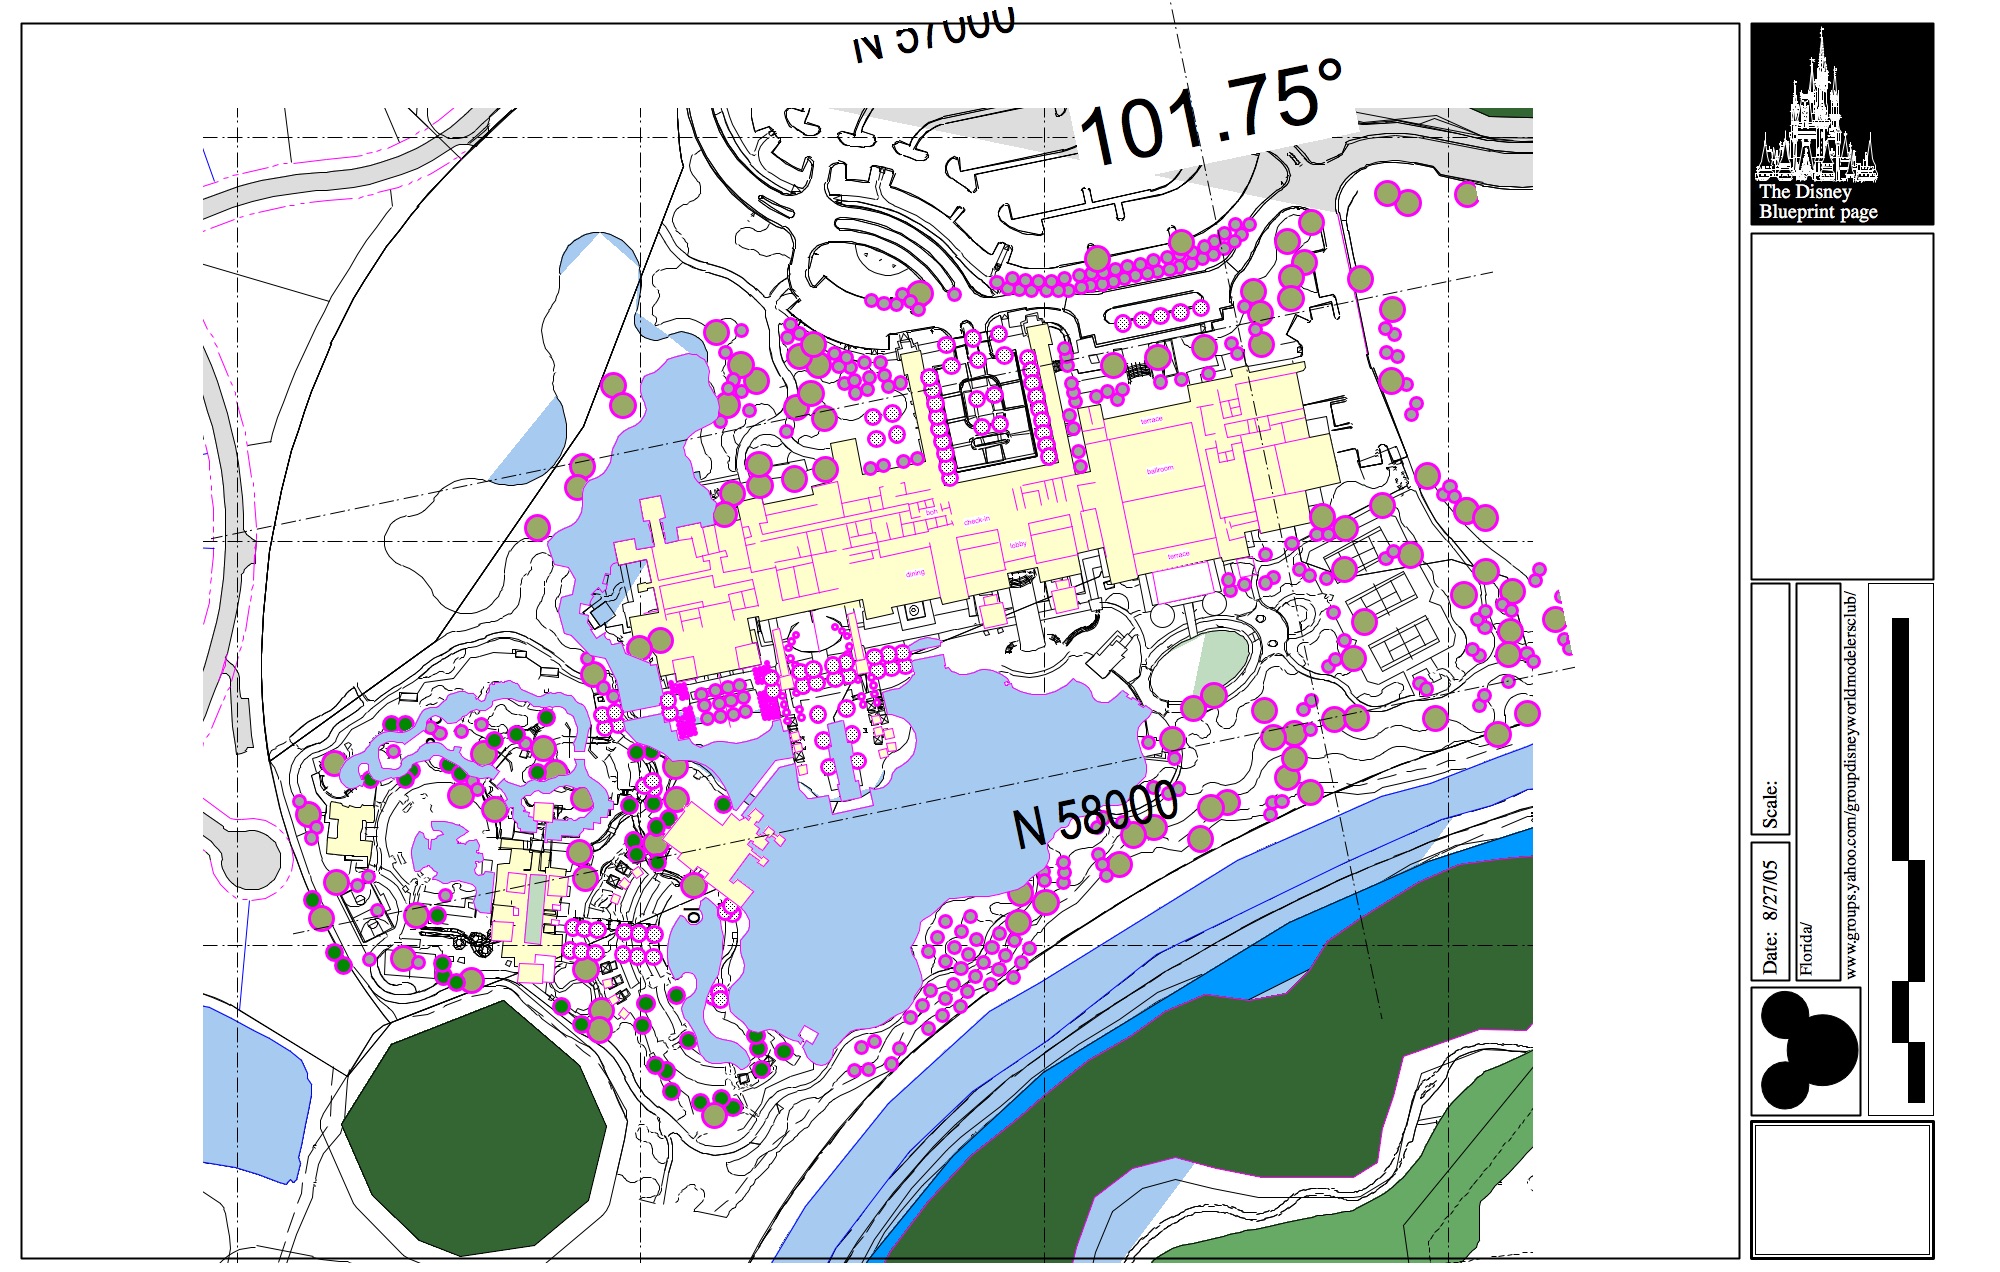 N 57000
101.75°
terrace
ballroom
boh
check-in
lobby
terrace
dining
N 58000
The Disney
Blueprint page
Scale:
Date: 8/27/05
Florida/
www.groups.yahoo.com/groupdisneyworldmodelersclub/